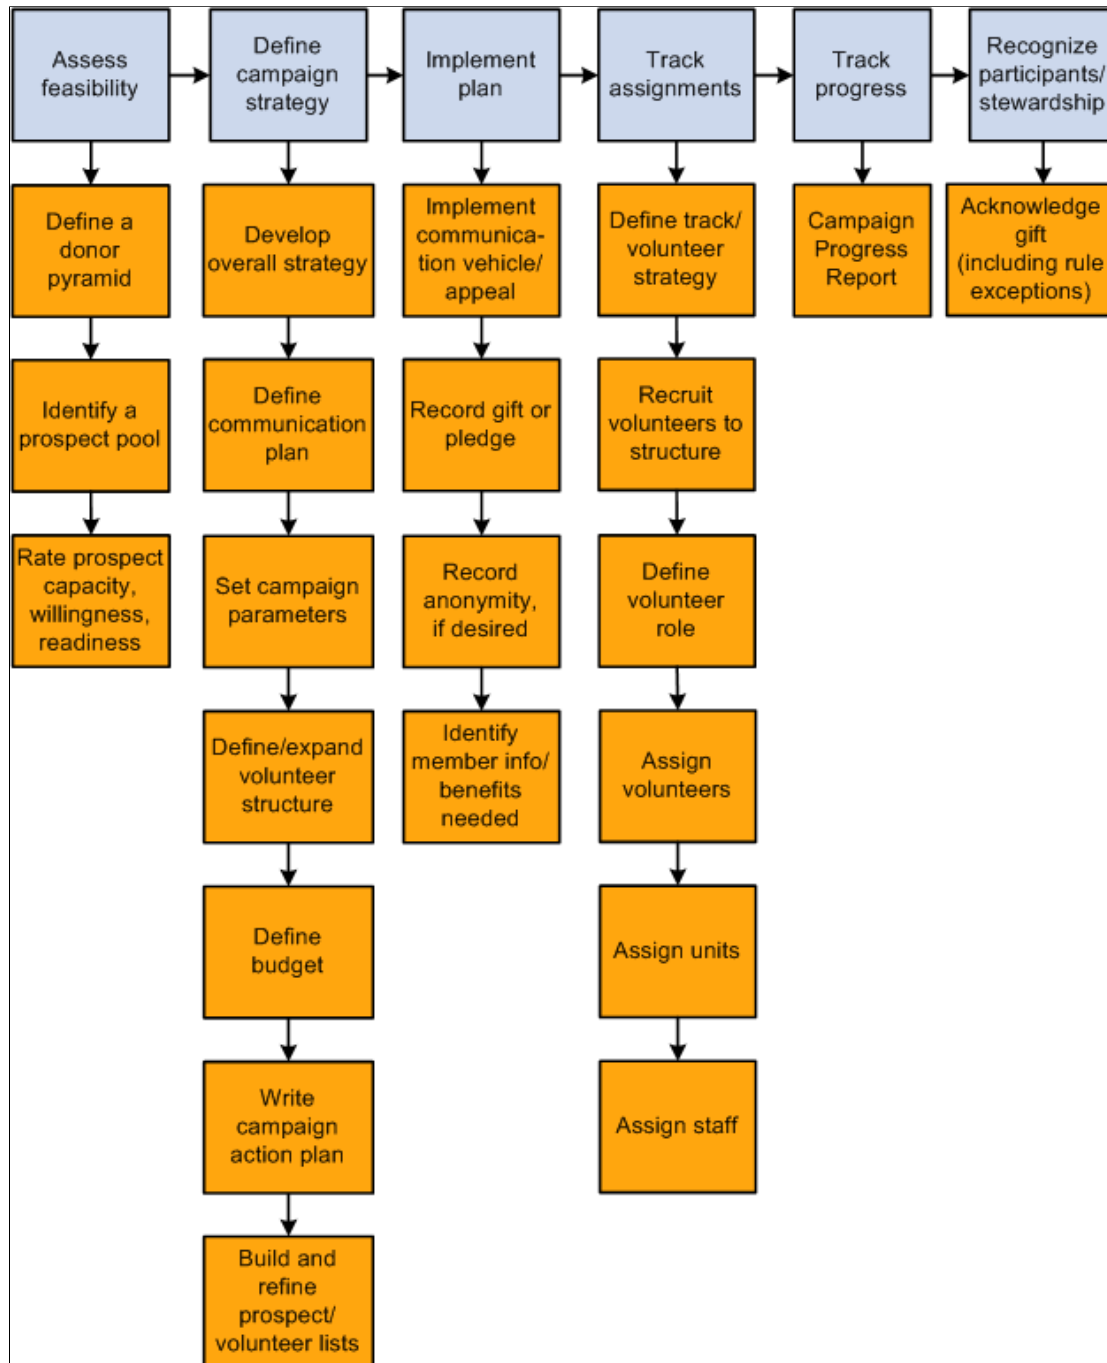 Assess
feasibility
Define
campaign
strategy
Implement
plan
Track
assignments
Track
progress
Recognize
participants/
stewardship
Define a
donor
pyramid
Identify a
prospect pool
Rate prospect
capacity,
willingness,
readiness
Develop
overall strategy
Define
communication
plan
Set campaign
parameters
Define/expand
volunteer
structure
Define
budget
Write
campaign
action plan
Build and
refine
prospect/
volunteer lists
Implement
communica-
tion vehicle/
appeal
Record gift or
pledge
Record
anonymity,
if desired
Identify
member info/
benefits
needed
Define track/
volunteer
strategy
Recruit
volunteers to
structure
Define
volunteer
role
Assign
volunteers
Assign units
Assign staff
Campaign
Progress
Report
Acknowledge
gift
(including rule
exceptions)